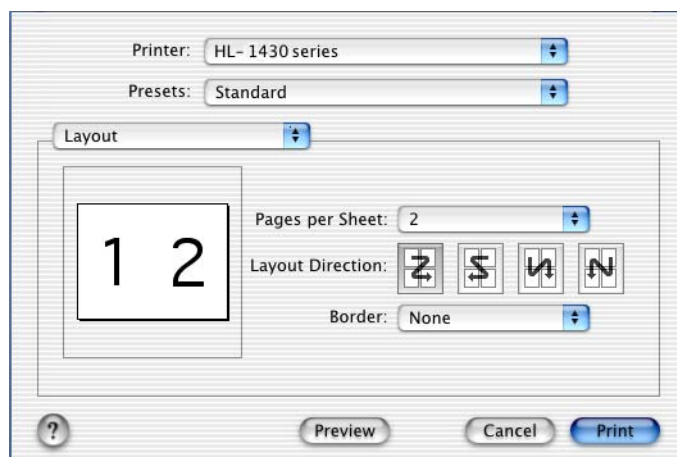 Printer: HL- 1430 series
Presets: Standard
Layout
1 2
Pages per Sheet: 2
Layout Direction:
Border: None
? Preview Cancel Print